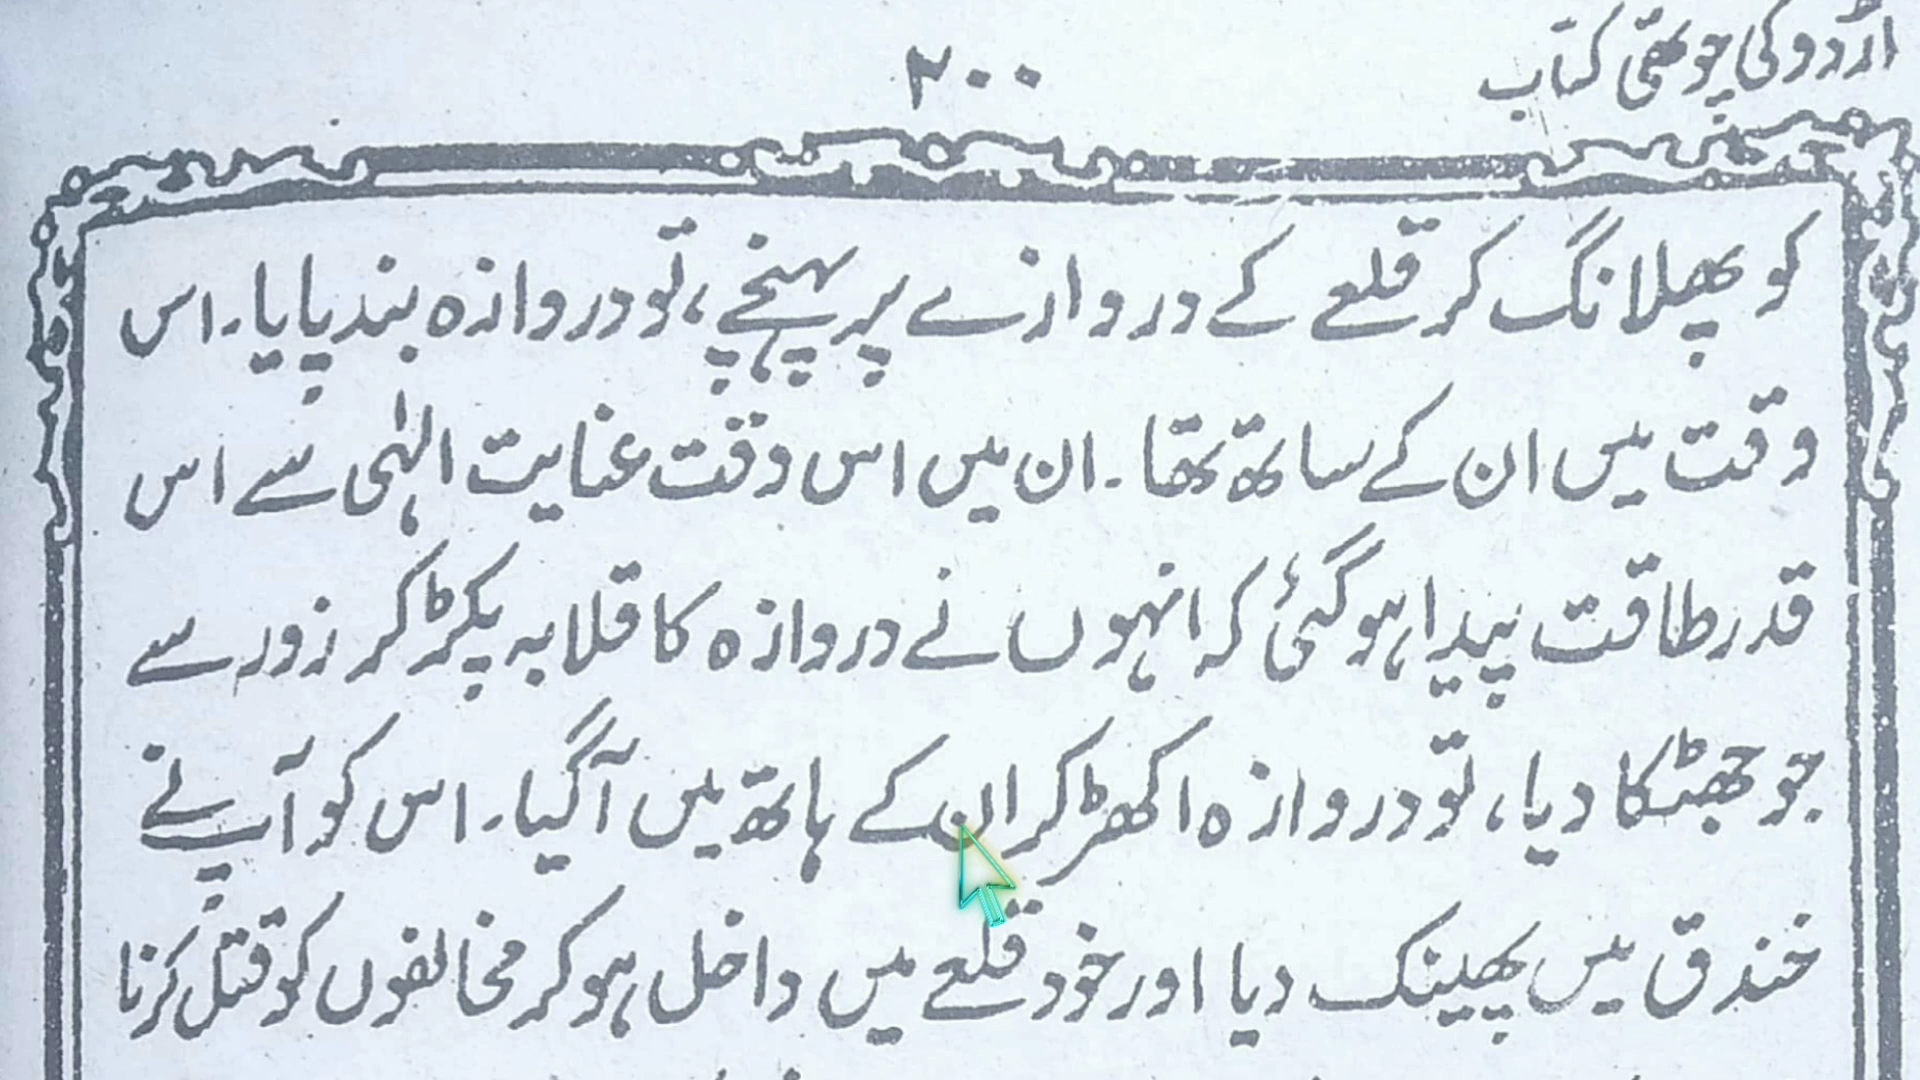 اردو کی چوتھی کتاب
۲۰۰
کو پھلانگ کر قلعے کے دروازے پر پہنچے، تو دروازہ بند پایا۔ اس
وقت میں ان کے ساتھ تھا۔ ان میں اس وقت عنایت الٰہی سے اس
قدر طاقت پیدا ہو گئی کہ انہوں نے دروازہ کا قلابہ پکڑ کر زور سے
جو جھٹکا دیا، تو دروازہ اکھڑ کر ان کے ہاتھ میں آگیا۔ اس کو آپ نے
خندق میں پھینک دیا اور خود قلعے میں داخل ہو کر مخالفوں کو قتل کرنا